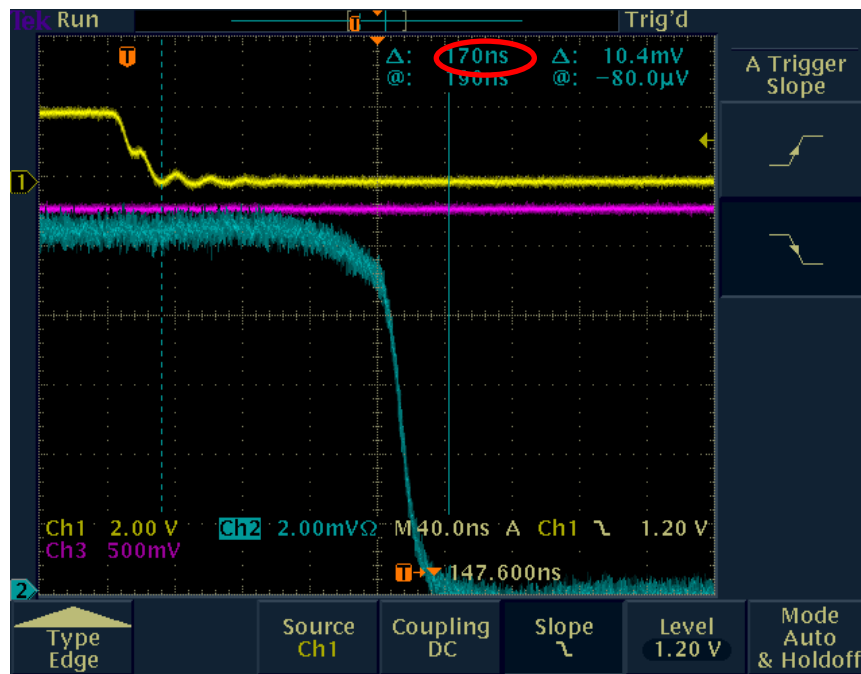 Tek Run
T
Trig'd
T
Δ: 170ns Δ: 10.4mV
@: 190ns @: −80.0µV
A Trigger
Slope
1
Ch1 2.00 V Ch2 2.00mVΩ M 40.0ns A Ch1 1.20 V
Ch3 500mV
T 147.600ns
2
Type
Edge
Source
Ch1
Coupling
DC
Slope
Level
1.20 V
Mode
Auto
& Holdoff